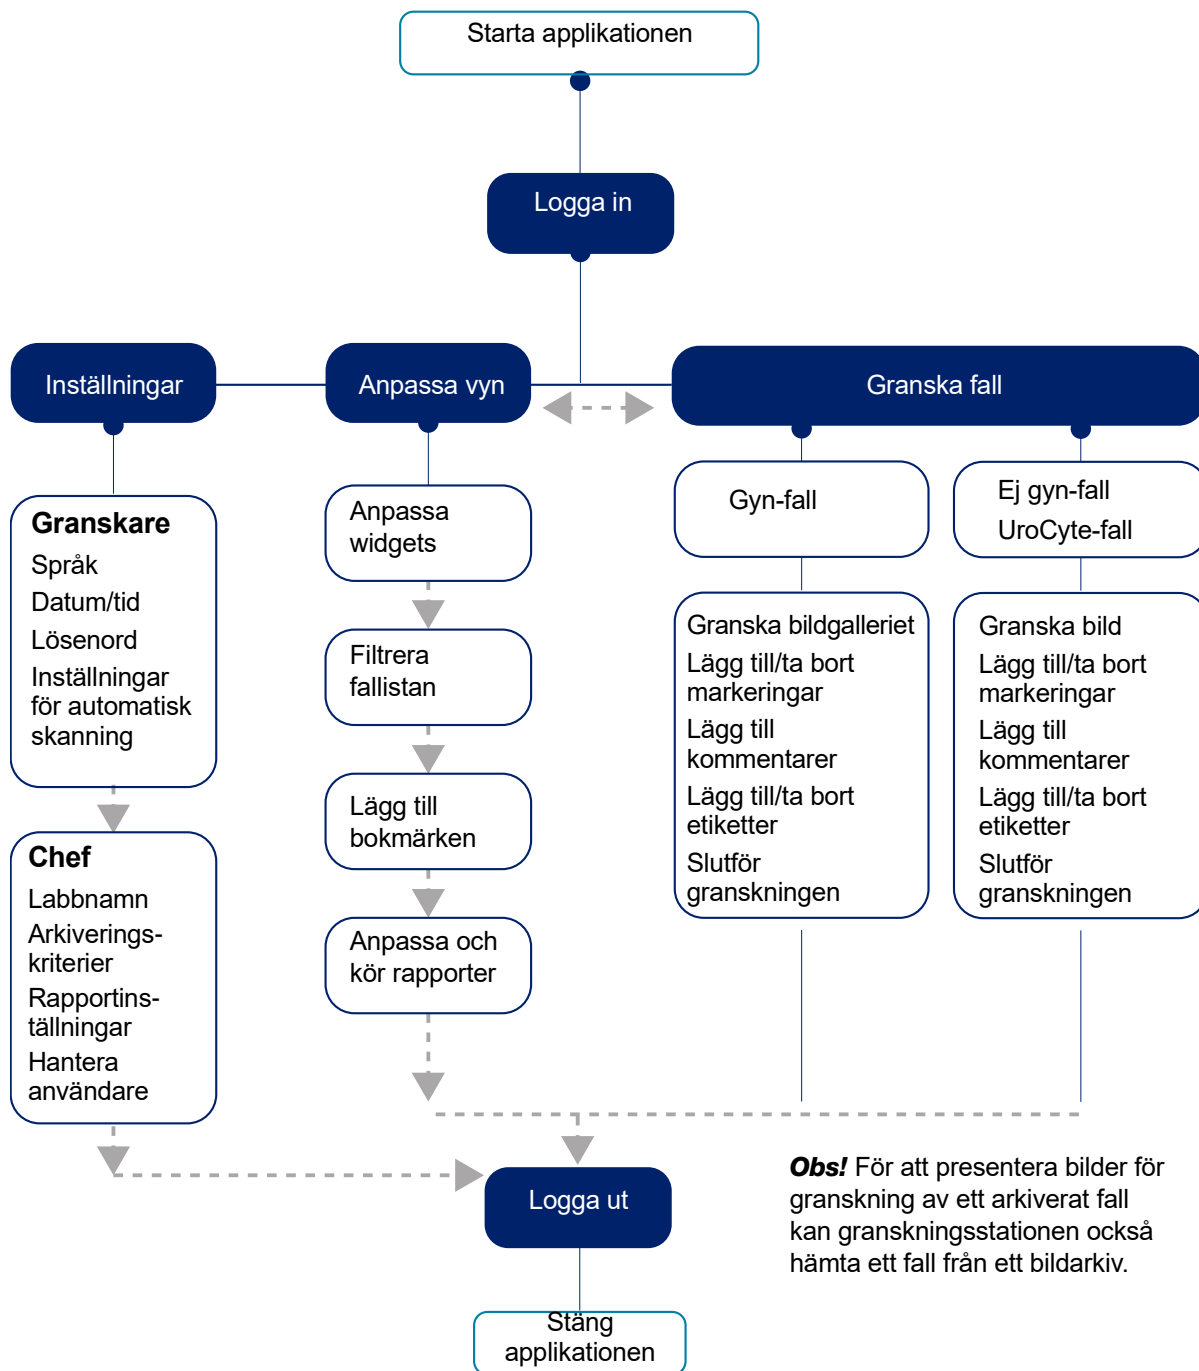 Starta applikationen
Logga in
Inställningar
Anpassa vyn
Granska fall
Granskare
Språk
Datum/tid
Lösenord
Inställningar
för automatisk
skanning
Chef
Labbnamn
Arkiverings-
kriterier
Rapportins-
tällningar
Hantera
användare
Anpassa
widgets
Filtrera
fallistan
Lägg till
bokmärken
Anpassa och
kör rapporter
Gyn-fall
Granska bildgalleriet
Lägg till/ta bort
markeringar
Lägg till
kommentarer
Lägg till/ta bort
etiketter
Slutför
granskningen
Ej gyn-fall
UroCyte-fall
Granska bild
Lägg till/ta bort
markeringar
Lägg till
kommentarer
Lägg till/ta bort
etiketter
Slutför
granskningen
Logga ut
Obs! För att presentera bilder för
granskning av ett arkiverat fall
kan granskningsstationen också
hämta ett fall från ett bildarkiv.
Stäng
applikationen